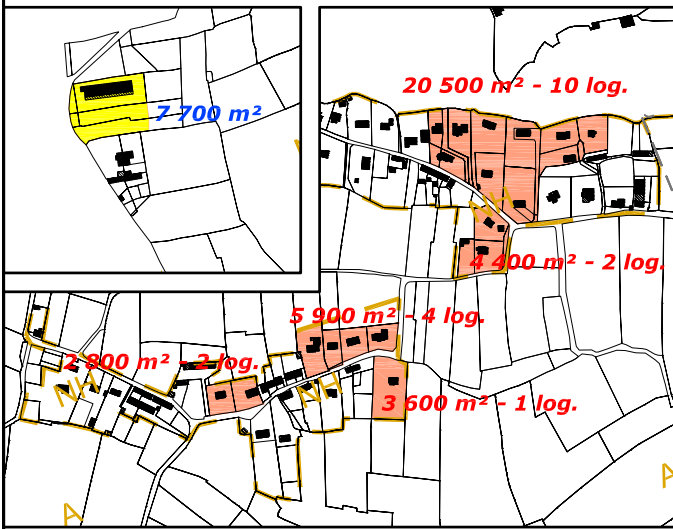 20 500 m² - 10 log.
7 700 m²
NH
4 400 m² - 2 log.
5 900 m² - 4 log.
2 800 m² - 2 log.
NH
NH
3 600 m² - 1 log.
A
A